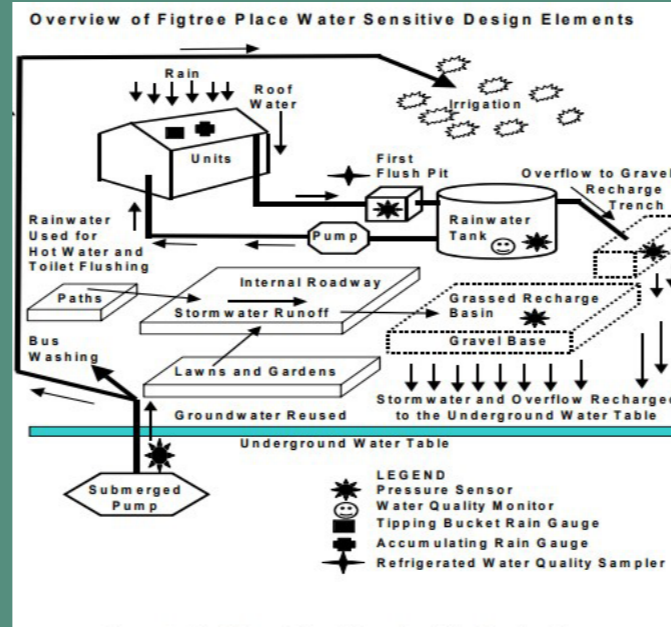 Overview of Figtree Place Water Sensitive Design Elements
Rain
Roof
Water
Units
Irrigation
First
Flush Pit
Overflow to Gravel
Recharge
Trench
Rainwater
Tank
Pump
Rainwater
Used for
Hot Water and
Toilet Flushing
Internal Roadway
Paths
Stormwater Runoff
Grassed Recharge
Basin
Gravel Base
Bus
Washing
Lawns and Gardens
Stormwater and Overflow Recharged
to the Underground Water Table
Groundwater Reused
Underground Water Table
Submerged
Pump
LEGEND
Pressure Sensor
Water Quality Monitor
Tipping Bucket Rain Gauge
Accumulating Rain Gauge
Refrigerated Water Quality Sampler